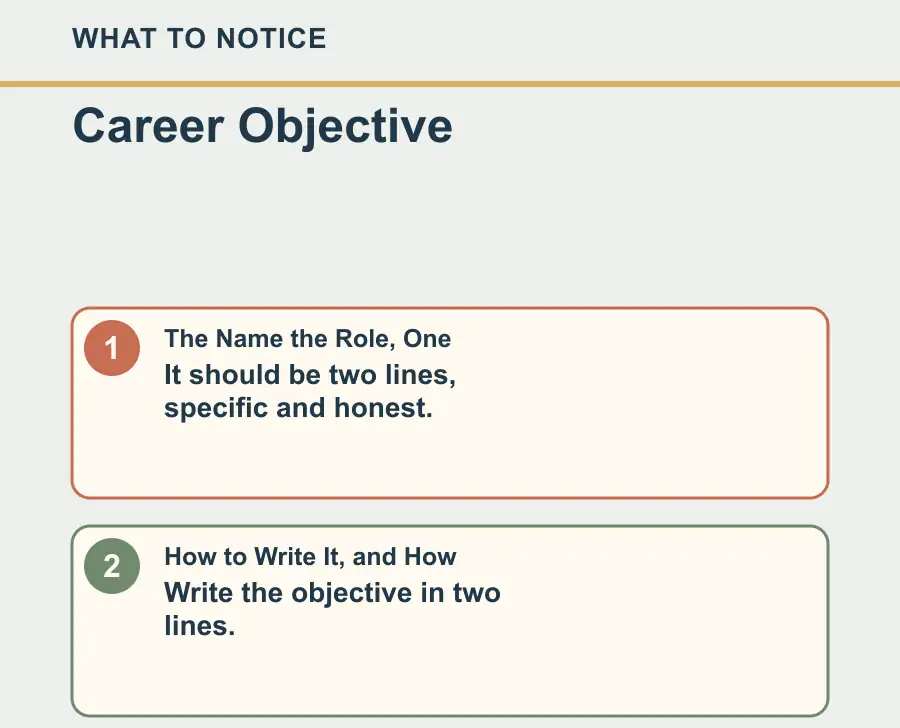 WHAT TO NOTICE
Career Objective
1
The Name the Role, One
It should be two lines,
specific and honest.
2
How to Write It, and How
Write the objective in two
lines.